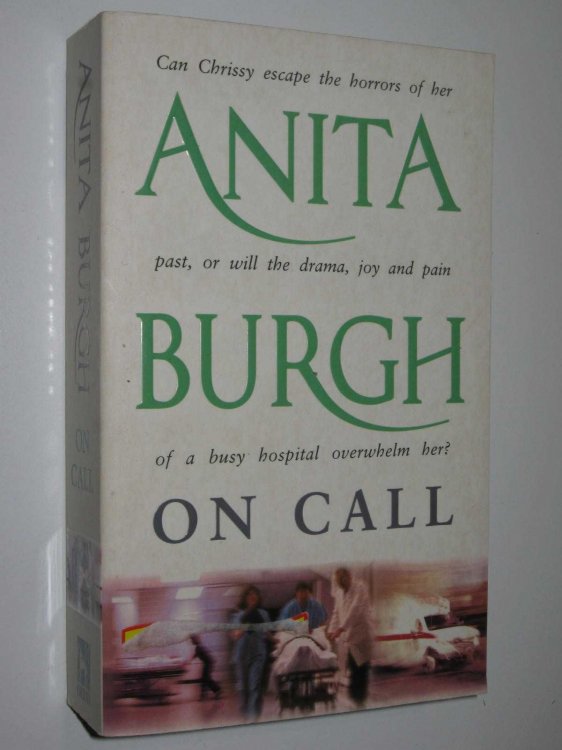 Can Chrissy escape the horrors of her
ANITA
past, or will the drama, joy and pain
BURGH
of a busy hospital overwhelm her?
ON CALL
ANITA BURGH
ON
CALL